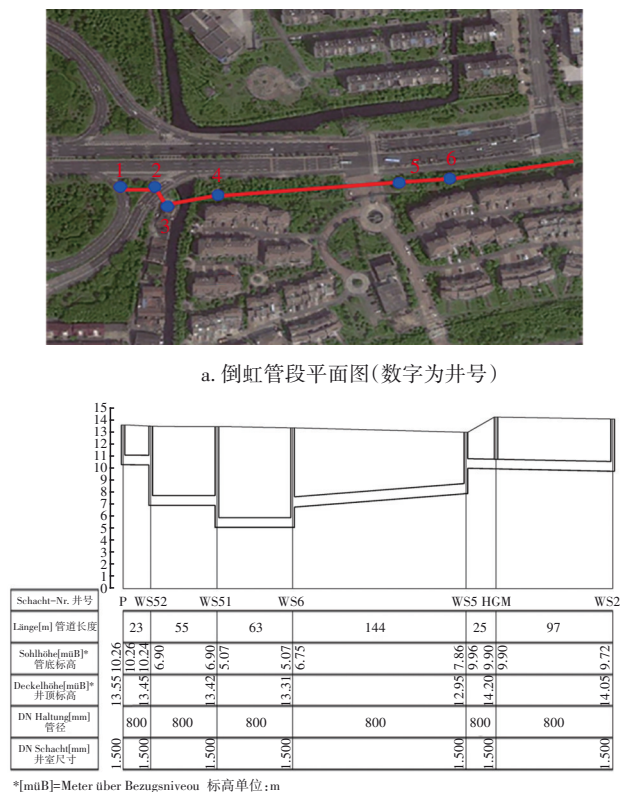 1 2 3 4 5 6
a. 倒虹管段平面图(数字为井号)
15
14
13
12
11
10
9
8
7
6
5
4
3
2
1
0
Schacht-Nr. 井号 P WS52 WS51 WS6 WS5 HGM WS2
Länge[m] 管道长度 23 55 63 144 25 97
Sohlhöhe[müB]* 10.26 10.26 10.24 6.90 6.90 5.07 5.07 6.75 7.86 9.96 9.90 9.90 9.72
管底标高
Deckelhöhe[müB]* 13.55 13.45 13.42 13.31 12.95 14.20 14.05
井顶标高
DN Haltung[mm] 800 800 800 800 800 800
管径
DN Schacht[mm] 1.500 1.500 1.500 1.500 1.500 1.500 1.500
井室尺寸
*[müB]=Meter über Bezugsniveou 标高单位:m